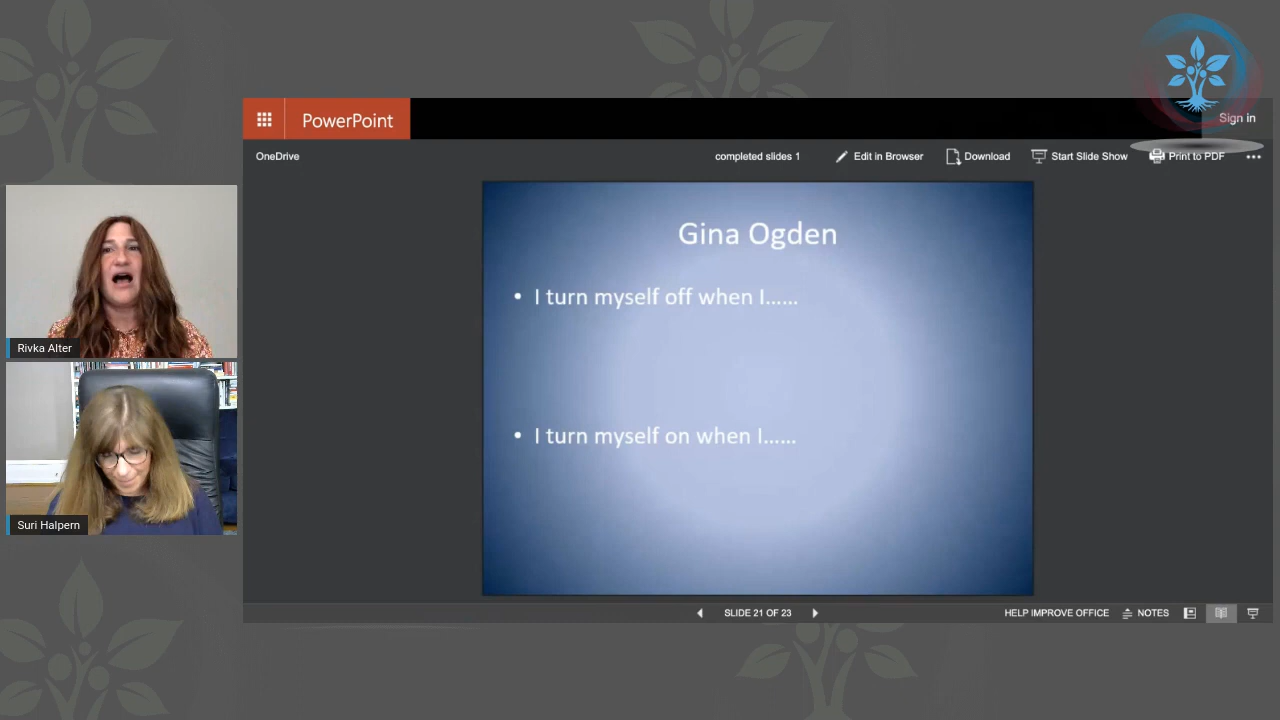 PowerPoint
Sign in
OneDrive
completed slides 1
Edit in Browser
Download
Start Slide Show
Print to PDF
Gina Ogden
• I turn myself off when I......
• I turn myself on when I......
Rivka Alter
Suri Halpern
SLIDE 21 OF 23
HELP IMPROVE OFFICE
NOTES